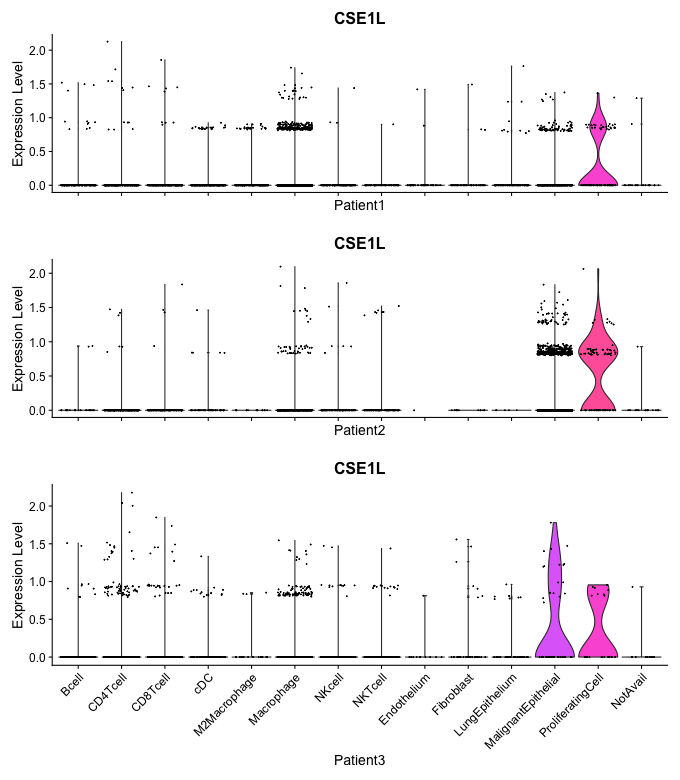 CSE1L
Expression Level
2.0
1.5
1.0
0.5
0.0
Patient1
CSE1L
Expression Level
2.0
1.5
1.0
0.5
0.0
Patient2
CSE1L
Expression Level
2.0
1.5
1.0
0.5
0.0
Bcell
CD4Tcell
CD8Tcell
cDC
M2Macrophage
Macrophage
NKcell
NKTcell
Endothelium
Fibroblast
LungEpithelium
MalignantEpithelial
ProliferatingCell
NotAvail
Patient3